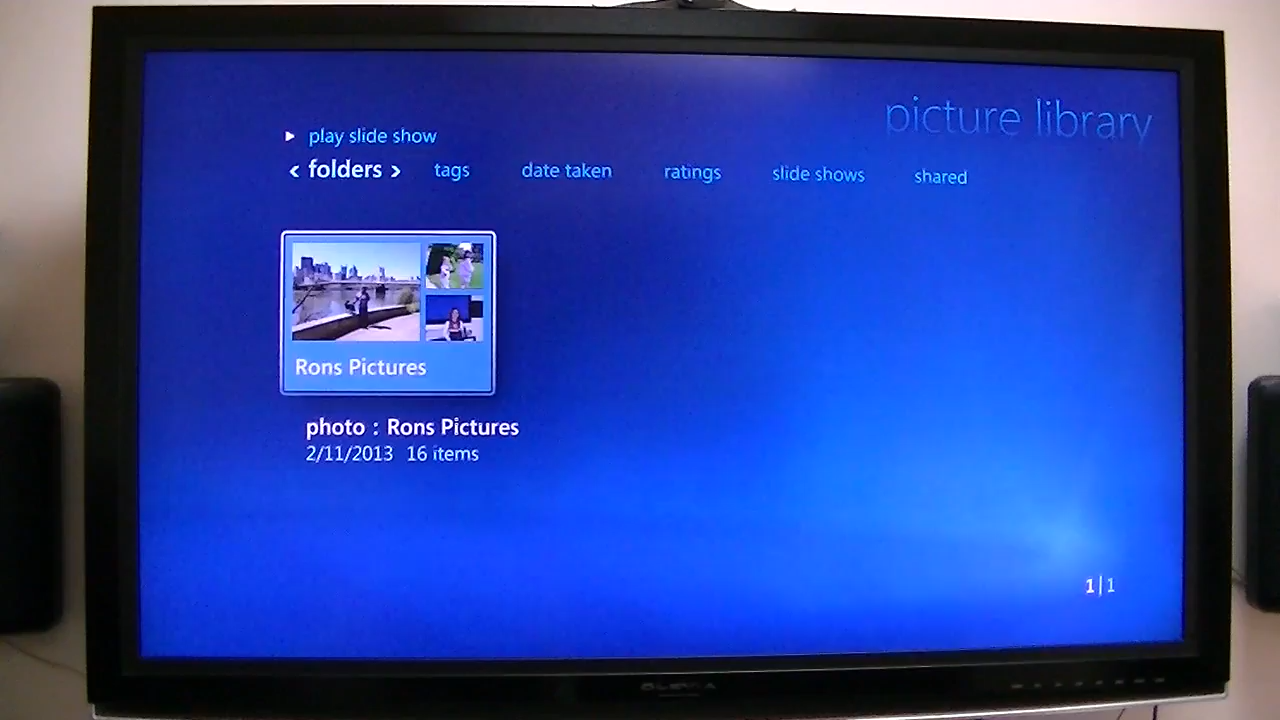 picture library
play slide show
< folders > tags date taken ratings slide shows shared
Rons Pictures
photo : Rons Pictures
2/11/2013 16 items
1|1